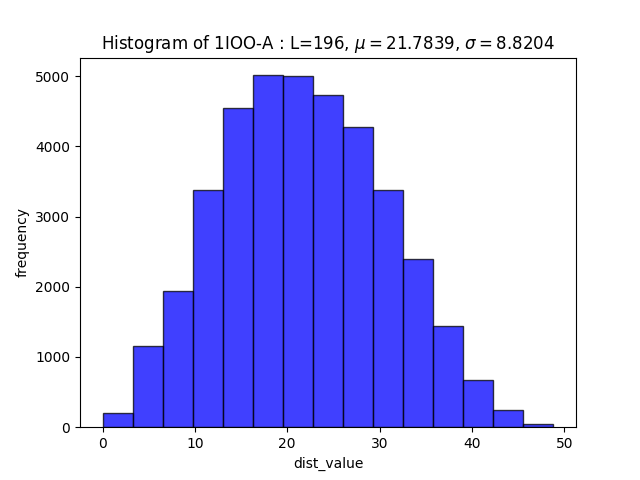 Histogram of 1IOO-A : L=196, μ = 21.7839, σ = 8.8204
5000
4000
3000
2000
1000
0
frequency
0 10 20 30 40 50
dist_value